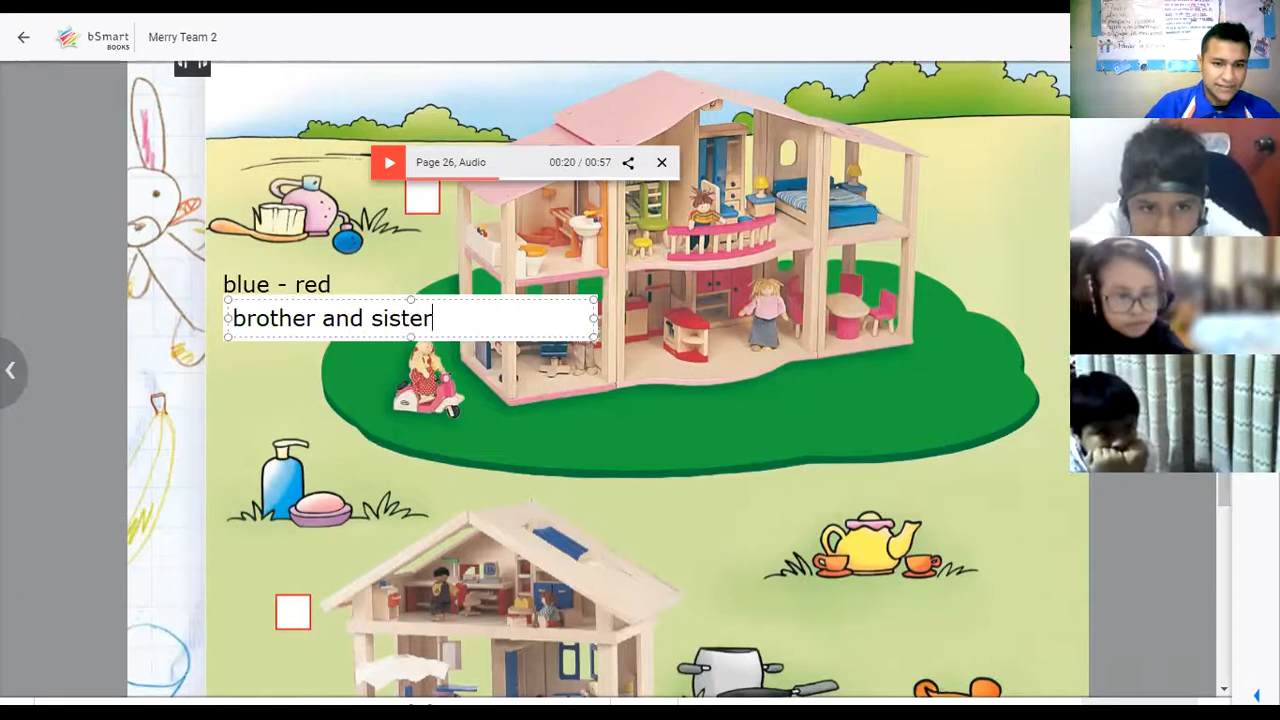 bSmart
BOOKS
Merry Team 2
Page 26, Audio
00:20 / 00:57
blue - red
brother and sister